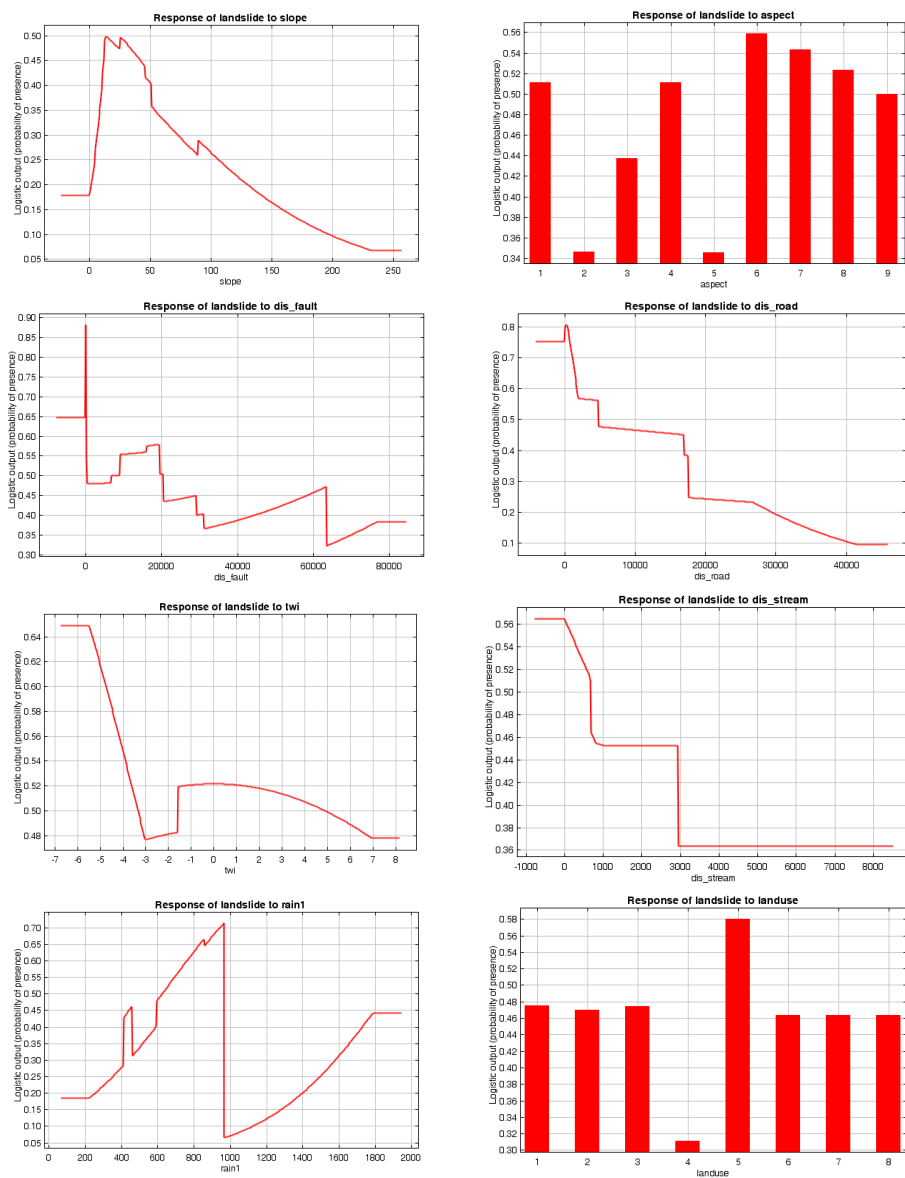 Response of landslide to slope
Logistic output (probability of presence)
0.50
0.45
0.40
0.35
0.30
0.25
0.20
0.15
0.10
0.05
0 50 100 150 200 250
slope
Response of landslide to aspect
Logistic output (probability of presence)
0.56
0.54
0.52
0.50
0.48
0.46
0.44
0.42
0.40
0.38
0.36
0.34
1 2 3 4 5 6 7 8 9
aspect
Response of landslide to dis_fault
Logistic output (probability of presence)
0.90
0.85
0.80
0.75
0.70
0.65
0.60
0.55
0.50
0.45
0.40
0.35
0.30
0 20000 40000 60000 80000
dis_fault
Response of landslide to dis_road
Logistic output (probability of presence)
0.8
0.7
0.6
0.5
0.4
0.3
0.2
0.1
0 10000 20000 30000 40000
dis_road
Response of landslide to twi
Logistic output (probability of presence)
0.64
0.62
0.60
0.58
0.56
0.54
0.52
0.50
0.48
-7 -6 -5 -4 -3 -2 -1 0 1 2 3 4 5 6 7 8
twi
Response of landslide to dis_stream
Logistic output (probability of presence)
0.56
0.54
0.52
0.50
0.48
0.46
0.44
0.42
0.40
0.38
0.36
-1000 0 1000 2000 3000 4000 5000 6000 7000 8000
dis_stream
Response of landslide to rain1
Logistic output (probability of presence)
0.70
0.65
0.60
0.55
0.50
0.45
0.40
0.35
0.30
0.25
0.20
0.15
0.10
0.05
0 200 400 600 800 1000 1200 1400 1600 1800 2000
rain1
Response of landslide to landuse
Logistic output (probability of presence)
0.58
0.56
0.54
0.52
0.50
0.48
0.46
0.44
0.42
0.40
0.38
0.36
0.34
0.32
0.30
1 2 3 4 5 6 7 8
landuse